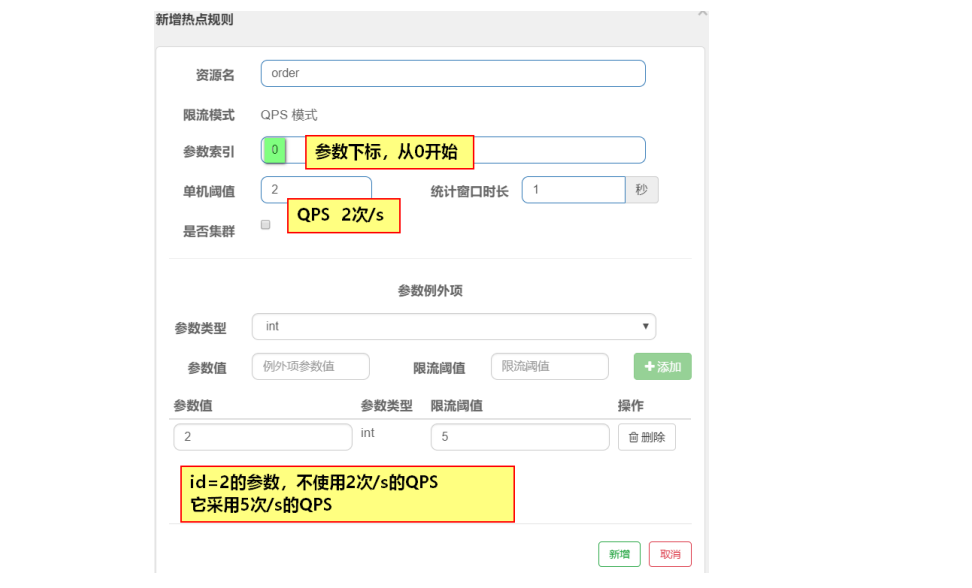 新增热点规则
资源名 order
限流模式 QPS 模式
参数索引 0 参数下标，从0开始
单机阈值 2 统计窗口时长 1 秒
QPS 2次/s
是否集群
参数例外项
参数类型 int
参数值 例外项参数值 限流阈值 限流阈值 添加
参数值 参数类型 限流阈值 操作
2 int 5 删除
id=2的参数，不使用2次/s的QPS
它采用5次/s的QPS
新增 取消